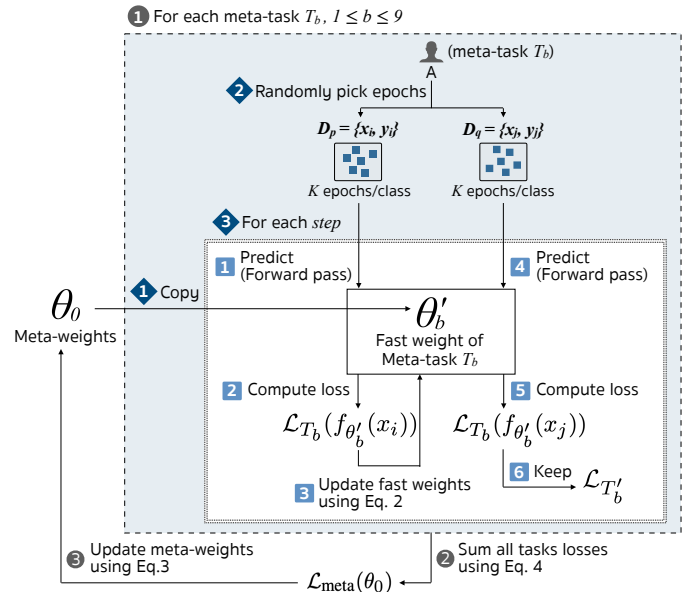 1 For each meta-task T_b, 1 ≤ b ≤ 9
(meta-task T_b)
A
2 Randomly pick epochs
D_p = {x_i, y_i}
D_q = {x_j, y_j}
K epochs/class
K epochs/class
3 For each step
1 Predict
(Forward pass)
4 Predict
(Forward pass)
1 Copy
θ_0
Meta-weights
θ'_b
Fast weight of
Meta-task T_b
2 Compute loss
5 Compute loss
ℒ_{T_b}(f_{θ'_b}(x_i))
ℒ_{T_b}(f_{θ'_b}(x_j))
3 Update fast weights
using Eq. 2
6 Keep
ℒ_{T'_b}
3 Update meta-weights
using Eq.3
2 Sum all tasks losses
using Eq. 4
ℒ_meta(θ_0)